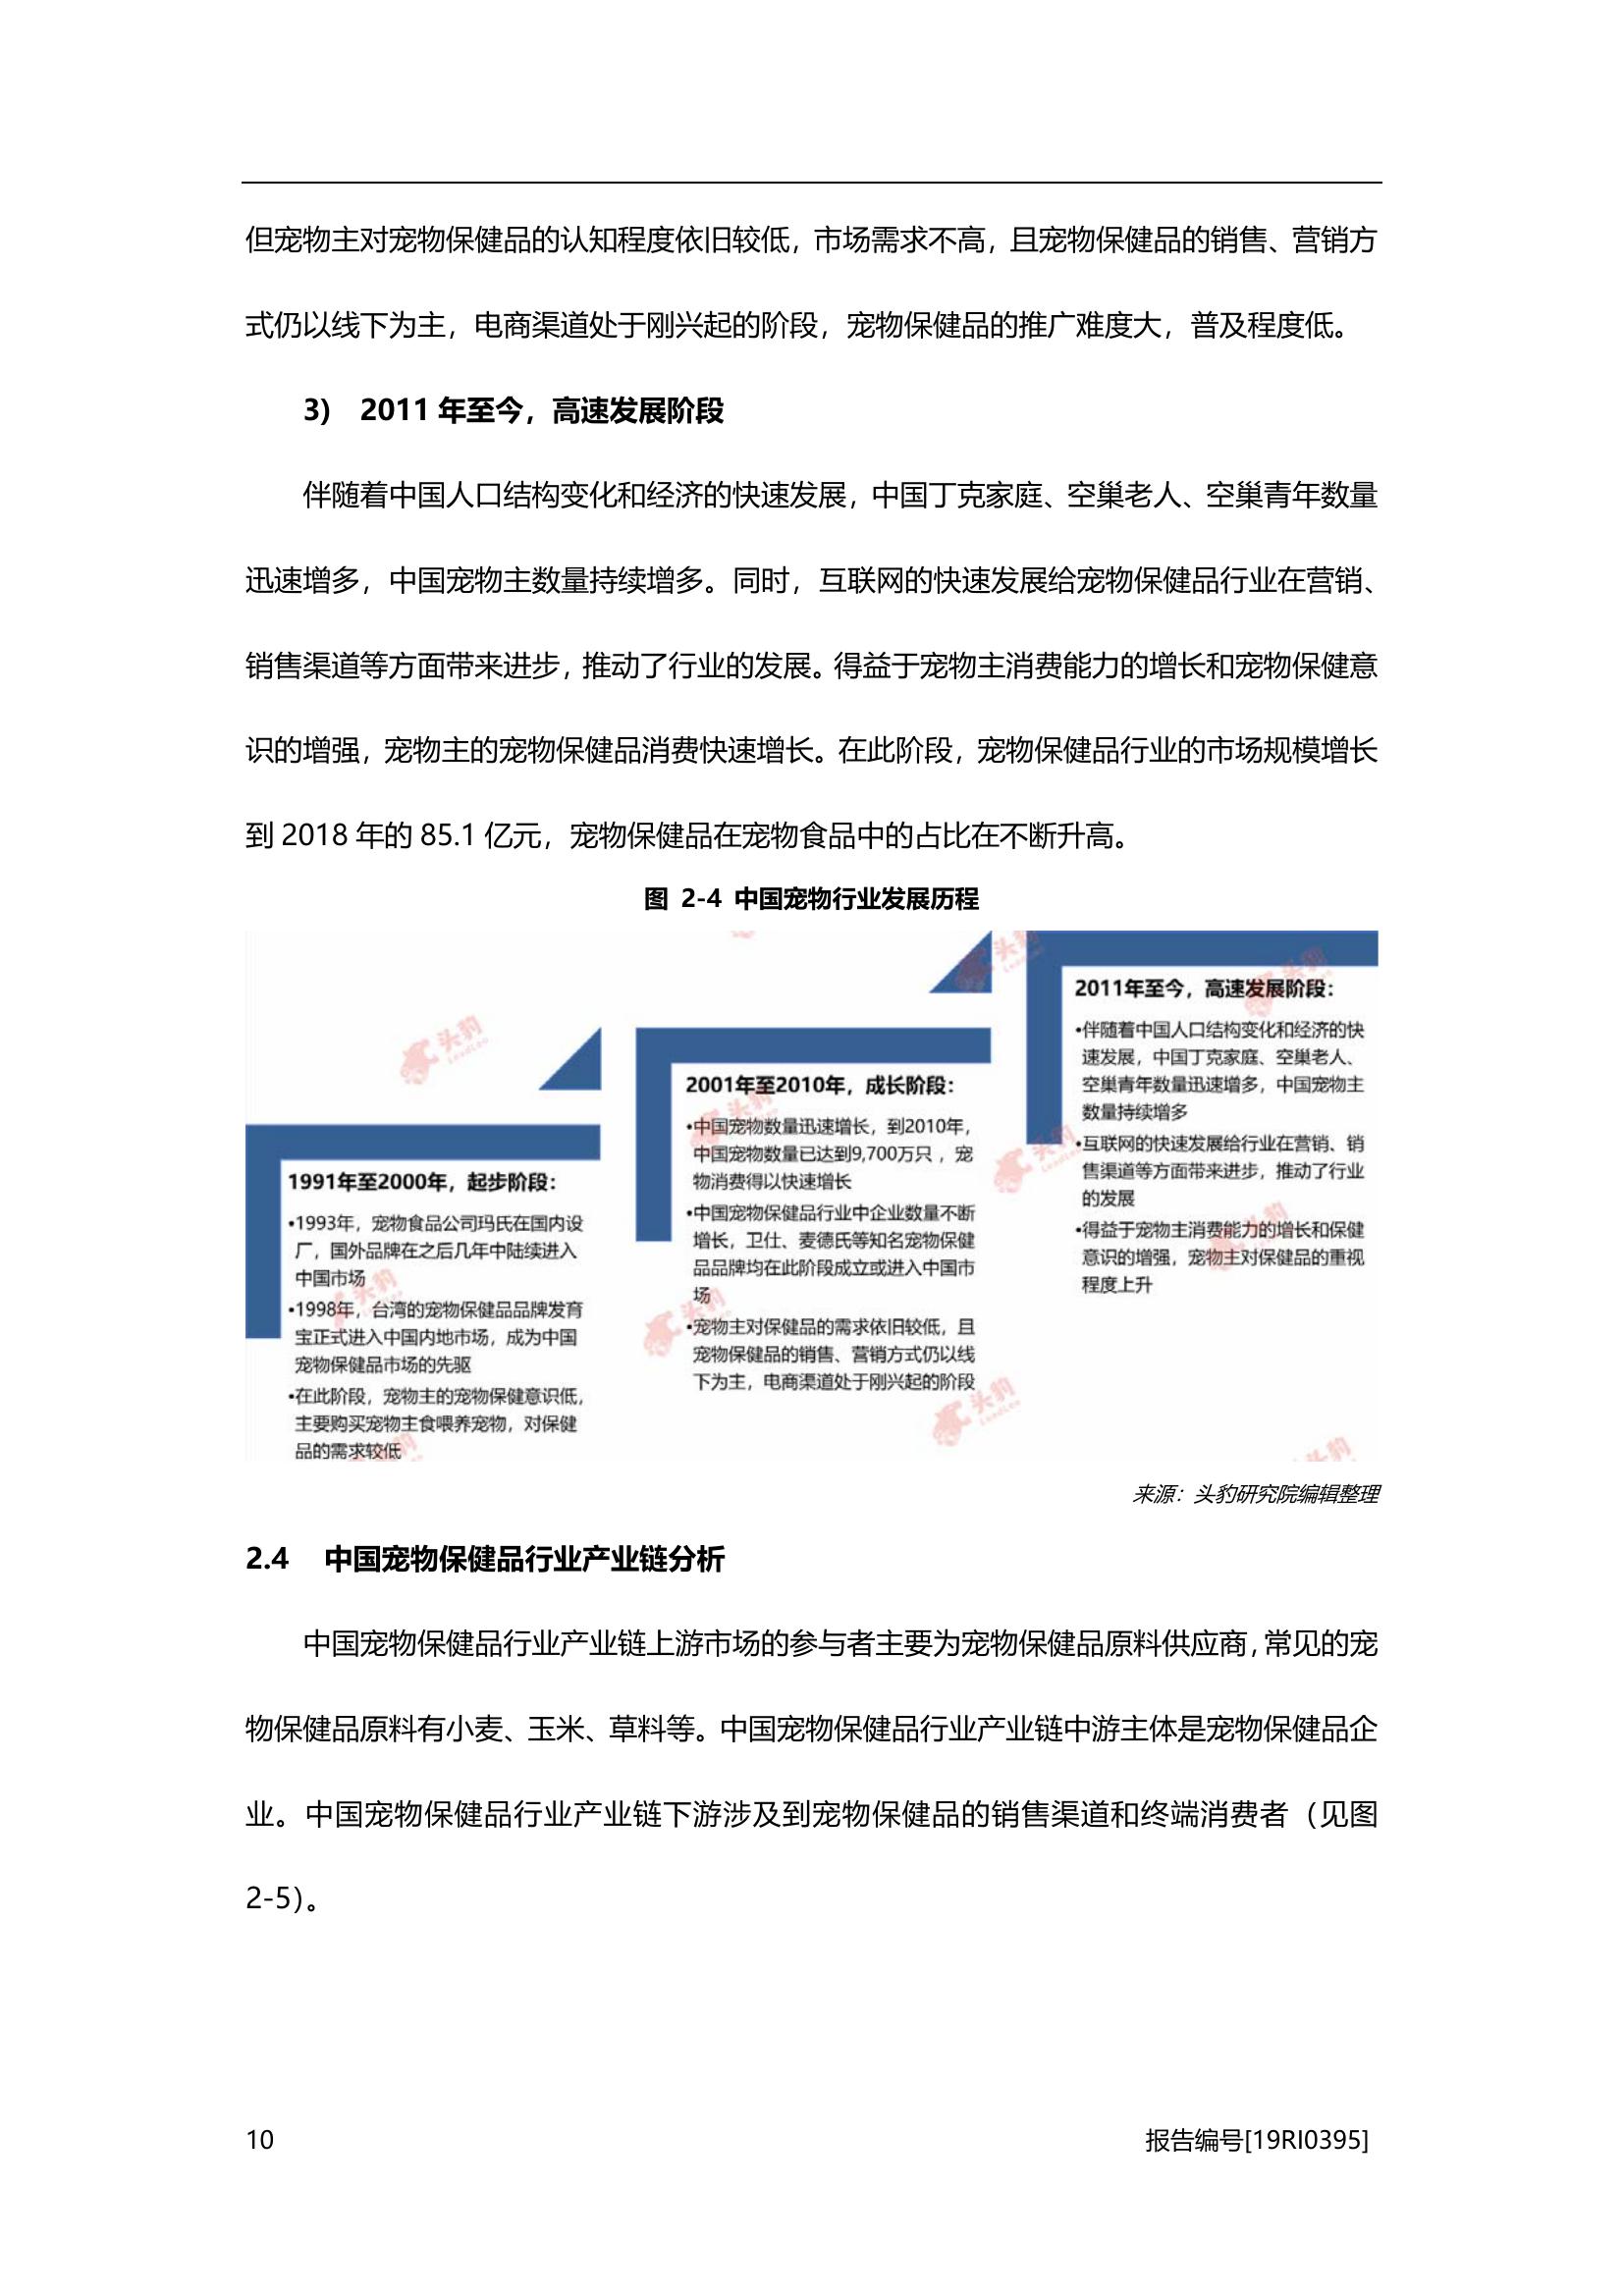 但宠物主对宠物保健品的认知程度依旧较低，市场需求不高，且宠物保健品的销售、营销方
式仍以线下为主，电商渠道处于刚兴起的阶段，宠物保健品的推广难度大，普及程度低。
3) 2011 年至今，高速发展阶段
伴随着中国人口结构变化和经济的快速发展，中国丁克家庭、空巢老人、空巢青年数量
迅速增多，中国宠物主数量持续增多。同时，互联网的快速发展给宠物保健品行业在营销、
销售渠道等方面带来进步，推动了行业的发展。得益于宠物主消费能力的增长和宠物保健意
识的增强，宠物主的宠物保健品消费快速增长。在此阶段，宠物保健品行业的市场规模增长
到 2018 年的 85.1 亿元，宠物保健品在宠物食品中的占比在不断升高。
图 2-4 中国宠物行业发展历程
1991年至2000年，起步阶段：
•1993年，宠物食品公司玛氏在国内设
厂，国外品牌在之后几年中陆续进入
中国市场
•1998年，台湾的宠物保健品品牌发育
宝正式进入中国内地市场，成为中国
宠物保健品市场的先驱
•在此阶段，宠物主的宠物保健意识低，
主要购买宠物主食喂养宠物，对保健
品的需求较低
2001年至2010年，成长阶段：
•中国宠物数量迅速增长，到2010年，
中国宠物数量已达到9,700万只，宠
物消费得以快速增长
•中国宠物保健品行业中企业数量不断
增长，卫仕、麦德氏等知名宠物保健
品品牌均在此阶段成立或进入中国市
场
•宠物主对保健品的需求依旧较低，且
宠物保健品的销售、营销方式仍以线
下为主，电商渠道处于刚兴起的阶段
2011年至今，高速发展阶段：
•伴随着中国人口结构变化和经济的快
速发展，中国丁克家庭、空巢老人、
空巢青年数量迅速增多，中国宠物主
数量持续增多
•互联网的快速发展给行业在营销、销
售渠道等方面带来进步，推动了行业
的发展
•得益于宠物主消费能力的增长和保健
意识的增强，宠物主对保健品的重视
程度上升
来源：头豹研究院编辑整理
2.4 中国宠物保健品行业产业链分析
中国宠物保健品行业产业链上游市场的参与者主要为宠物保健品原料供应商，常见的宠
物保健品原料有小麦、玉米、草料等。中国宠物保健品行业产业链中游主体是宠物保健品企
业。中国宠物保健品行业产业链下游涉及到宠物保健品的销售渠道和终端消费者（见图
2-5）。
10 报告编号[19RI0395]